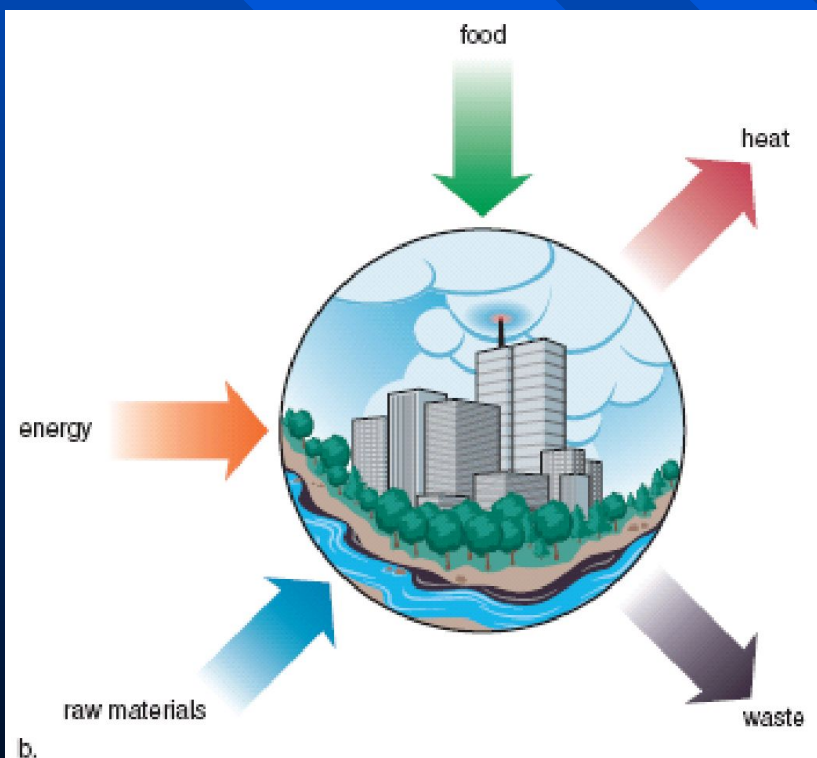 food
heat
energy
raw materials
waste
b.